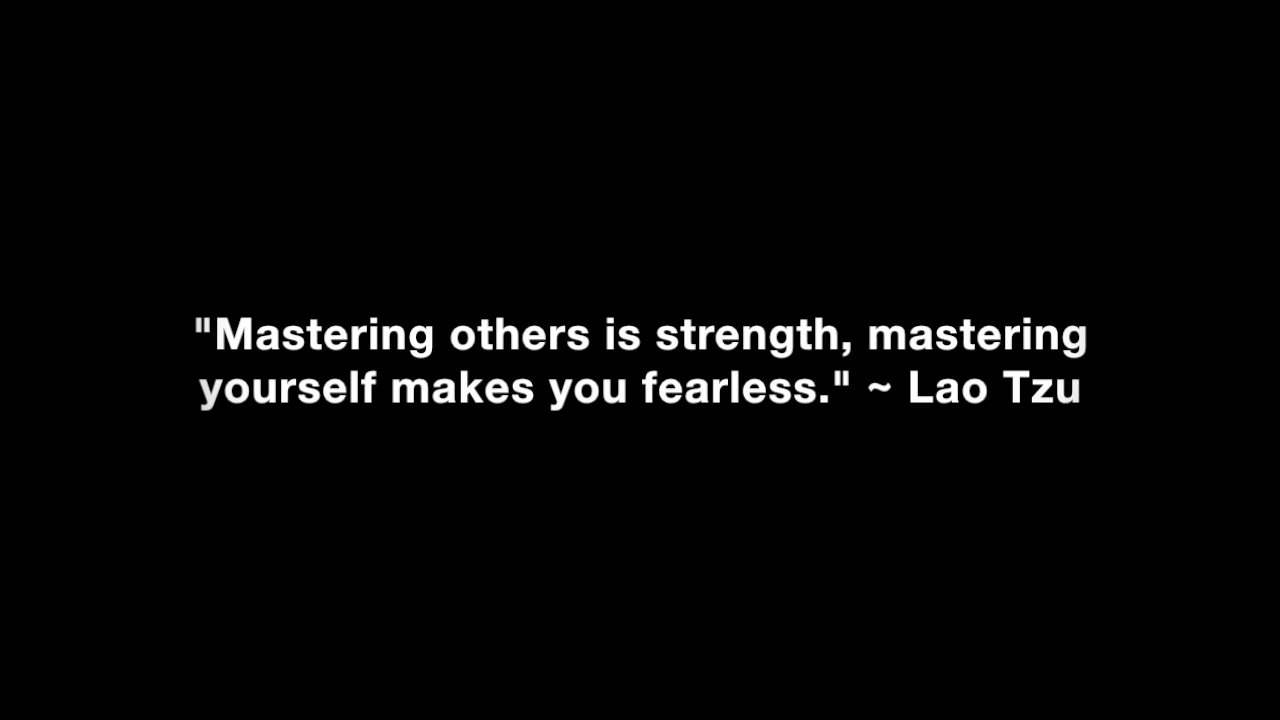 "Mastering others is strength, mastering
yourself makes you fearless." ~ Lao Tzu